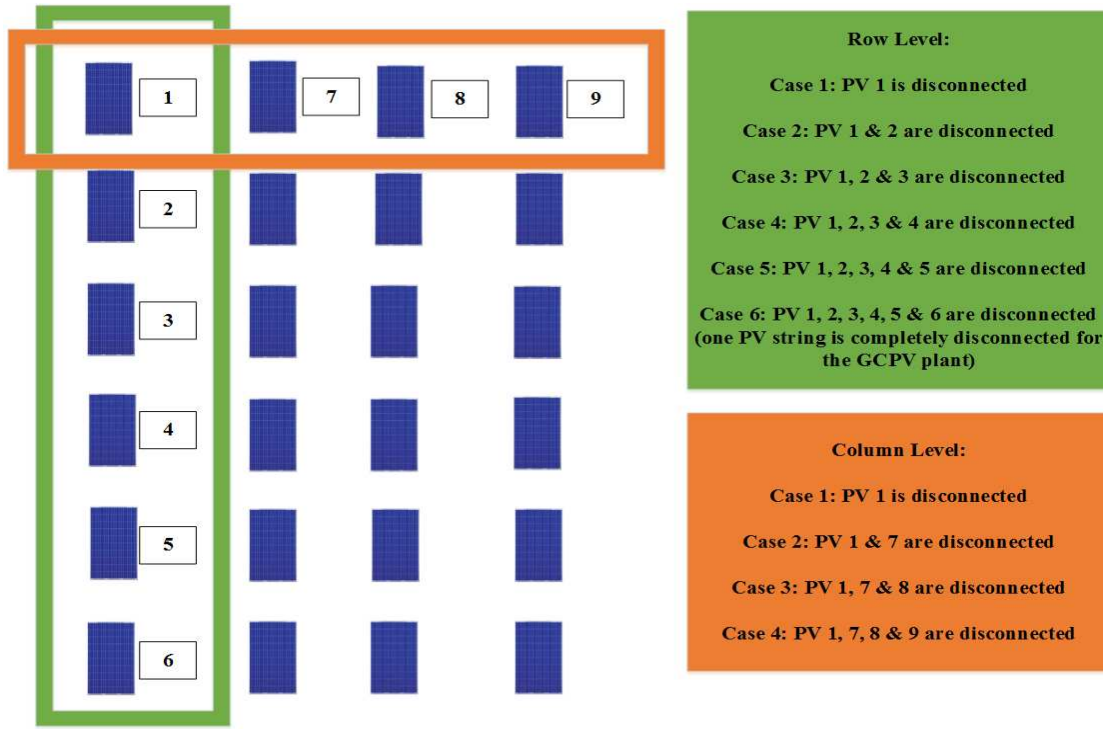 1
7
8
9
2
3
4
5
6
Row Level:
Case 1: PV 1 is disconnected
Case 2: PV 1 & 2 are disconnected
Case 3: PV 1, 2 & 3 are disconnected
Case 4: PV 1, 2, 3 & 4 are disconnected
Case 5: PV 1, 2, 3, 4 & 5 are disconnected
Case 6: PV 1, 2, 3, 4, 5 & 6 are disconnected
(one PV string is completely disconnected for
the GCPV plant)
Column Level:
Case 1: PV 1 is disconnected
Case 2: PV 1 & 7 are disconnected
Case 3: PV 1, 7 & 8 are disconnected
Case 4: PV 1, 7, 8 & 9 are disconnected